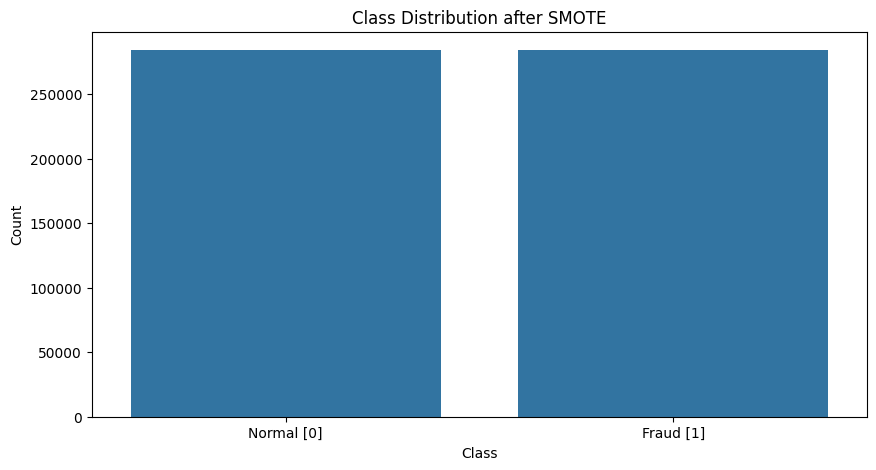 Class Distribution after SMOTE
250000
200000
150000
100000
50000
0
Count
Normal [0]
Fraud [1]
Class